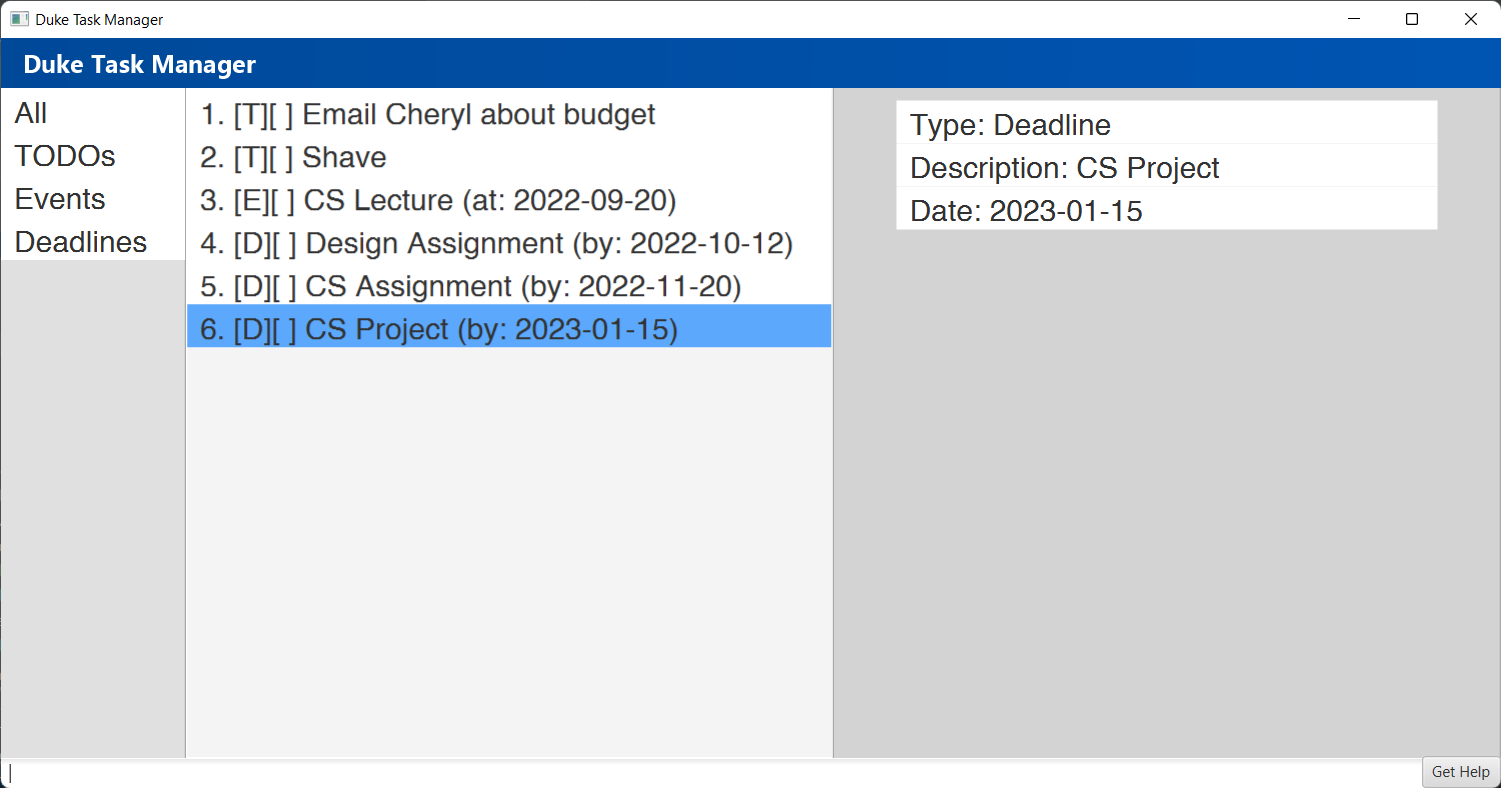 Duke Task Manager
Duke Task Manager
All
TODOs
Events
Deadlines
1. [T][ ] Email Cheryl about budget
2. [T][ ] Shave
3. [E][ ] CS Lecture (at: 2022-09-20)
4. [D][ ] Design Assignment (by: 2022-10-12)
5. [D][ ] CS Assignment (by: 2022-11-20)
6. [D][ ] CS Project (by: 2023-01-15)
Type: Deadline
Description: CS Project
Date: 2023-01-15
Get Help